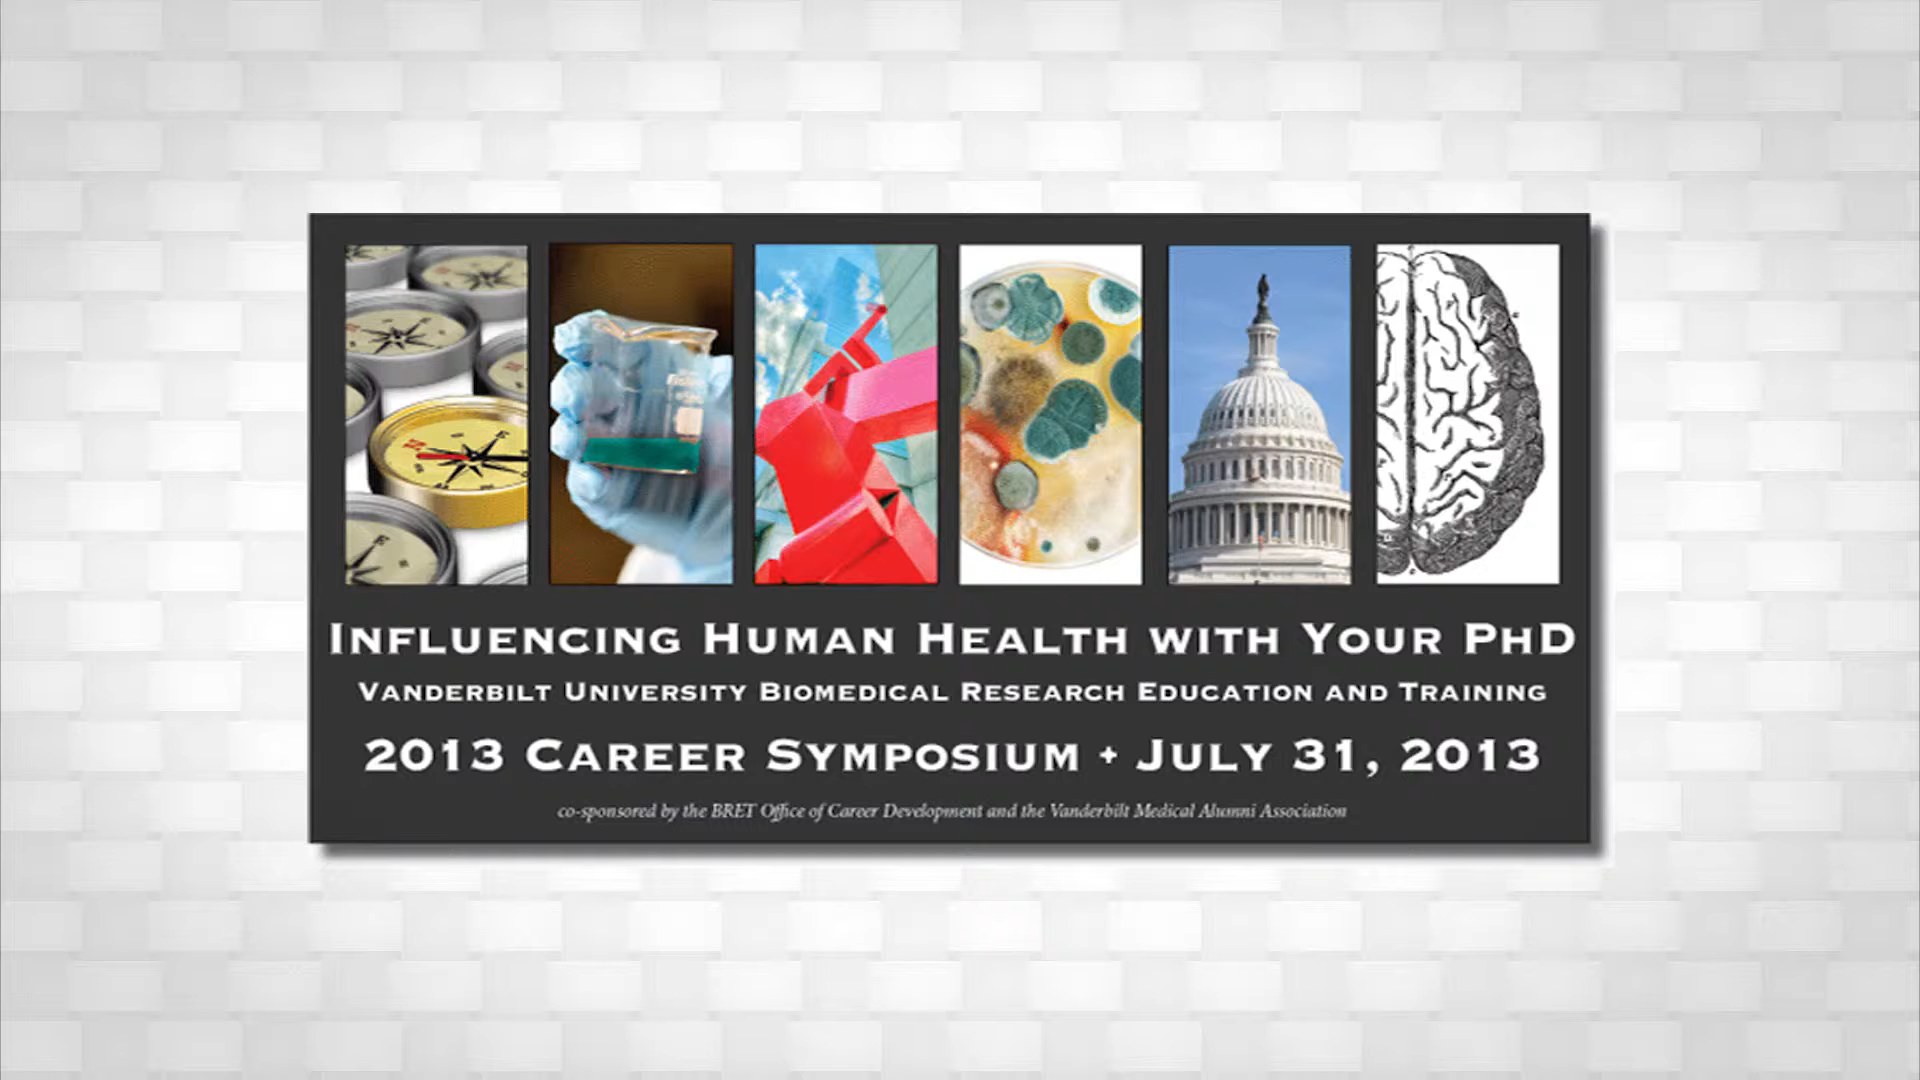 Influencing Human Health with Your PhD
Vanderbilt University Biomedical Research Education and Training
2013 Career Symposium + July 31, 2013
co-sponsored by the BRET Office of Career Development and the Vanderbilt Medical Alumni Association